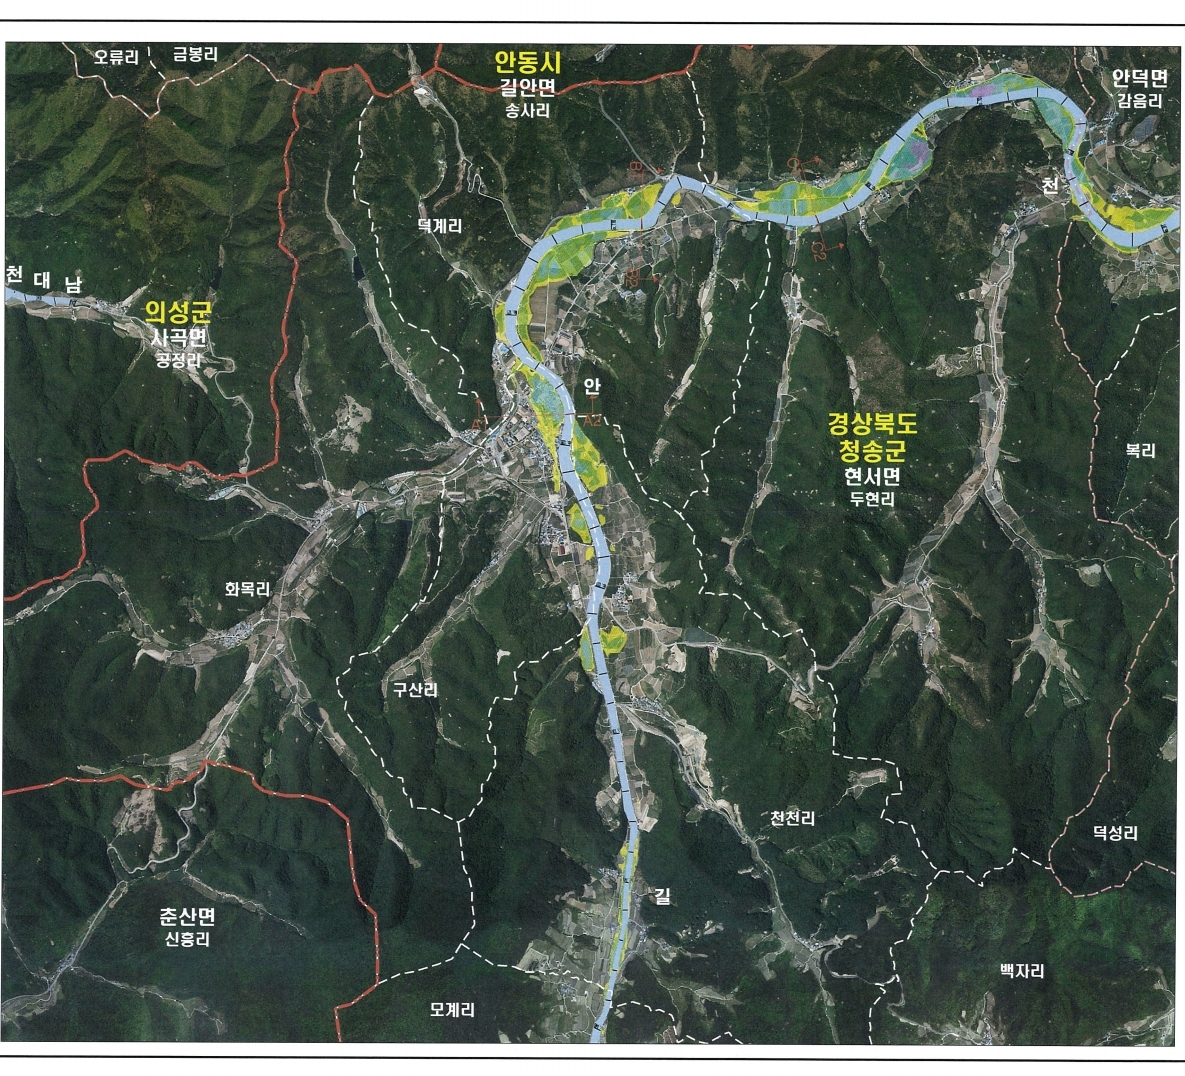 오류리
금봉리
안동시
길안면
송사리
안덕면
감음리
천
덕계리
천 대 남
의성군
사곡면
공정리
안
A1
A2
B1
C2
경상북도
청송군
현서면
두현리
복리
화목리
구산리
천천리
덕성리
길
춘산면
신흥리
백자리
모계리